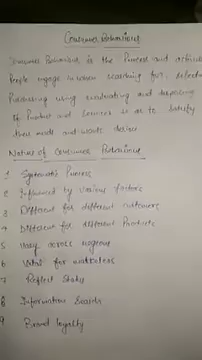 Consumer Behaviour
Consumer Behaviour is the Process and activities
People engage in when searching for, selecting
Purchasing using evaluating and disposing
of Product and Services so as to satisfy
their needs and wants desires
Nature of Consumer Behaviour
1 Systematic Process
2 Influenced by various factors
3 Different for different customers
4 Different for different Products
5 Vary across regions
6 Vital for marketers
7 Reflect Status
8 Information Search
9 Brand loyalty